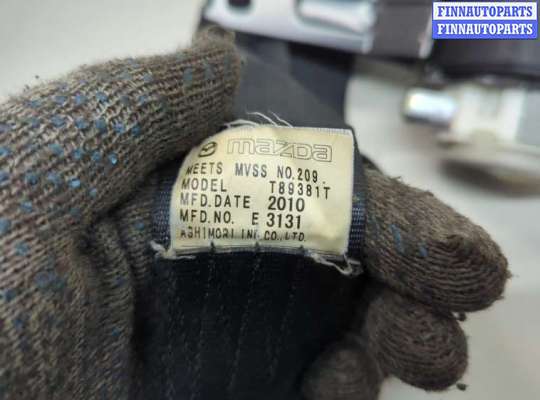 FINNAUTOPARTS
FINNAUTOPARTS
mazda
MEETS MVSS NO.209
MODEL T89381T
MFD.DATE 2010
MFD.NO. E 3131
ASHIMORI IND.CO.,LTD.